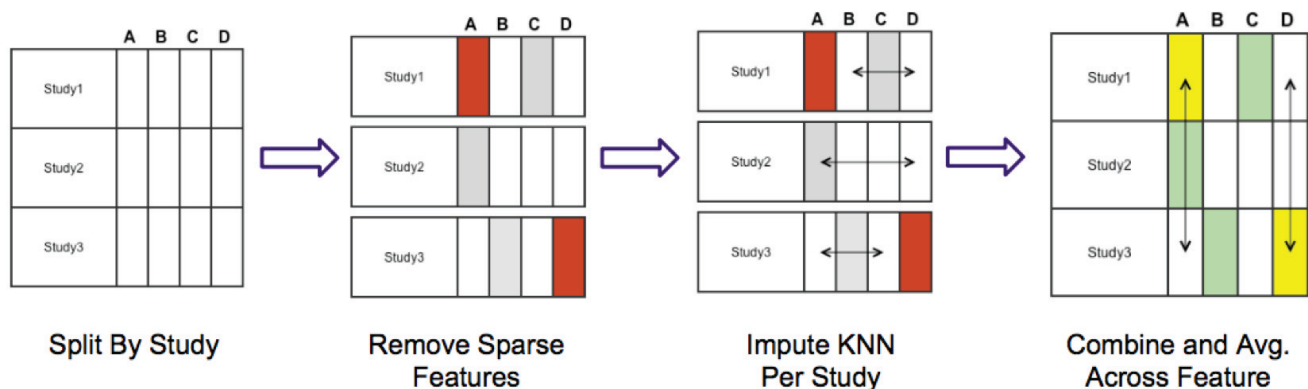 A B C D
Study1
Study2
Study3
Split By Study
A B C D
Study1
Study2
Study3
Remove Sparse
Features
A B C D
Study1
Study2
Study3
Impute KNN
Per Study
A B C D
Study1
Study2
Study3
Combine and Avg.
Across Feature